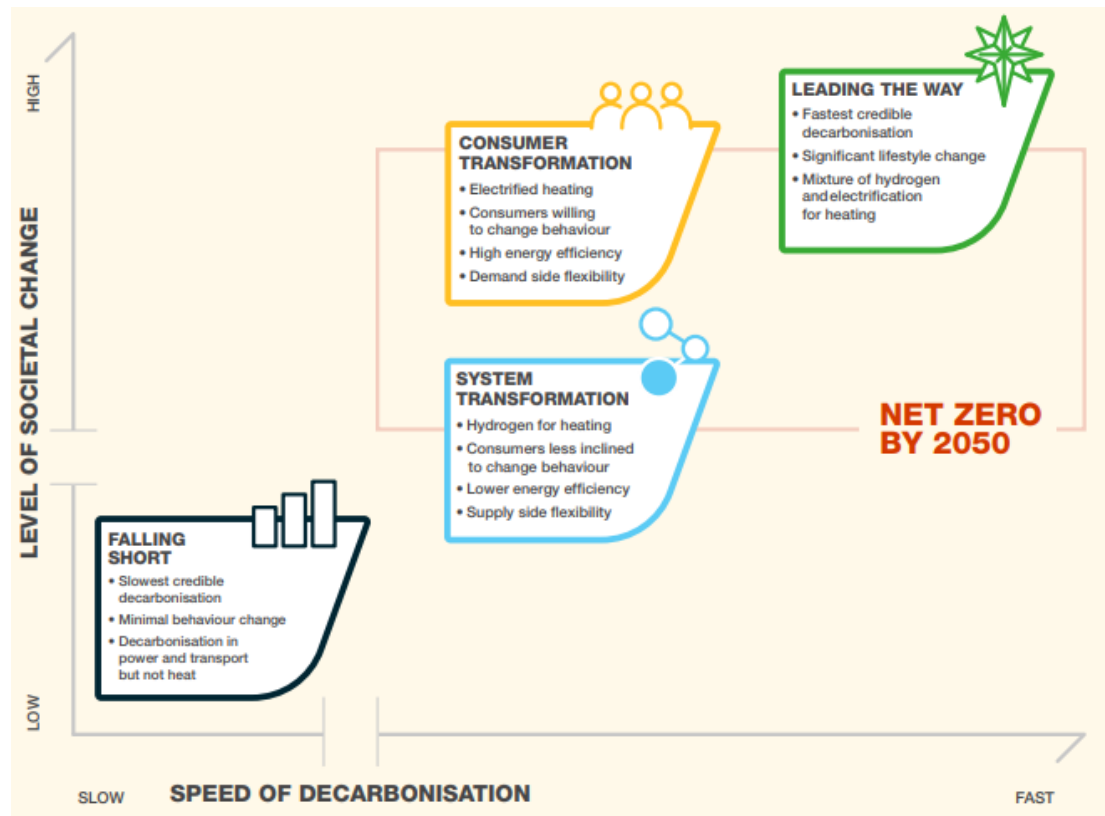 HIGH
LEVEL OF SOCIETAL CHANGE
LOW
LEADING THE WAY
• Fastest credible
decarbonisation
• Significant lifestyle change
• Mixture of hydrogen
andelectrification
for heating
CONSUMER
TRANSFORMATION
• Electrified heating
• Consumers willing
to change behaviour
• High energy efficiency
• Demand side flexibility
SYSTEM
TRANSFORMATION
• Hydrogen for heating
• Consumers less inclined
to change behaviour
• Lower energy efficiency
• Supply side flexibility
NET ZERO
BY 2050
FALLING
SHORT
• Slowest credible
decarbonisation
• Minimal behaviour change
• Decarbonisation in
power and transport
but not heat
SLOW
SPEED OF DECARBONISATION
FAST